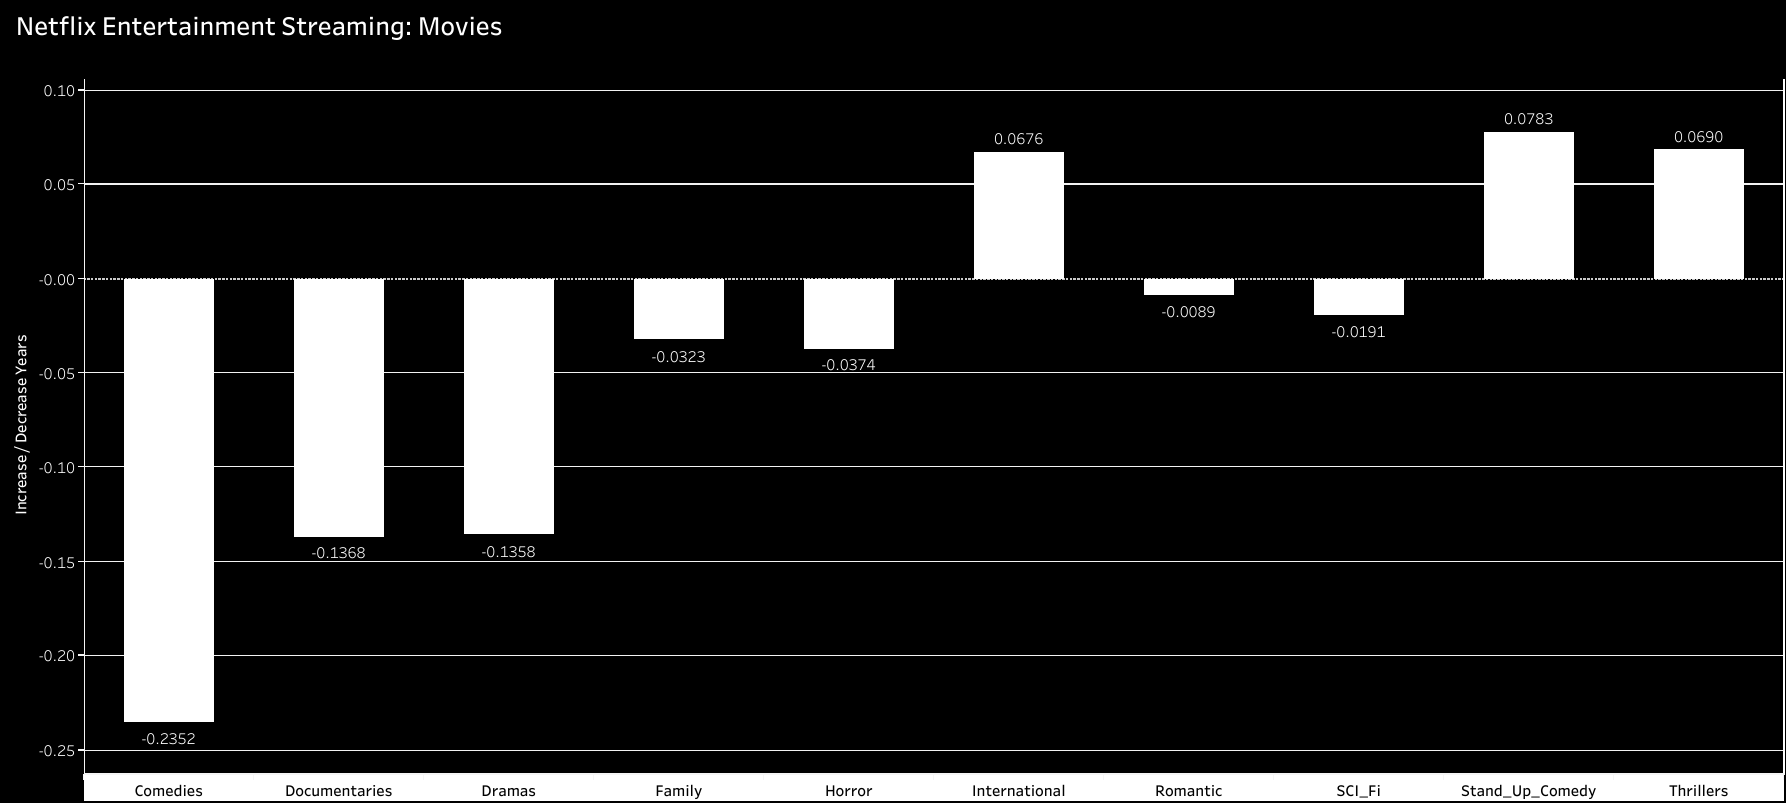 Netflix Entertainment Streaming: Movies
0.10
0.05
-0.00
-0.05
-0.10
-0.15
-0.20
-0.25
Increase / Decrease Years
-0.2352
-0.1368
-0.1358
-0.0323
-0.0374
0.0676
-0.0089
-0.0191
0.0783
0.0690
Comedies
Documentaries
Dramas
Family
Horror
International
Romantic
SCI_Fi
Stand_Up_Comedy
Thrillers